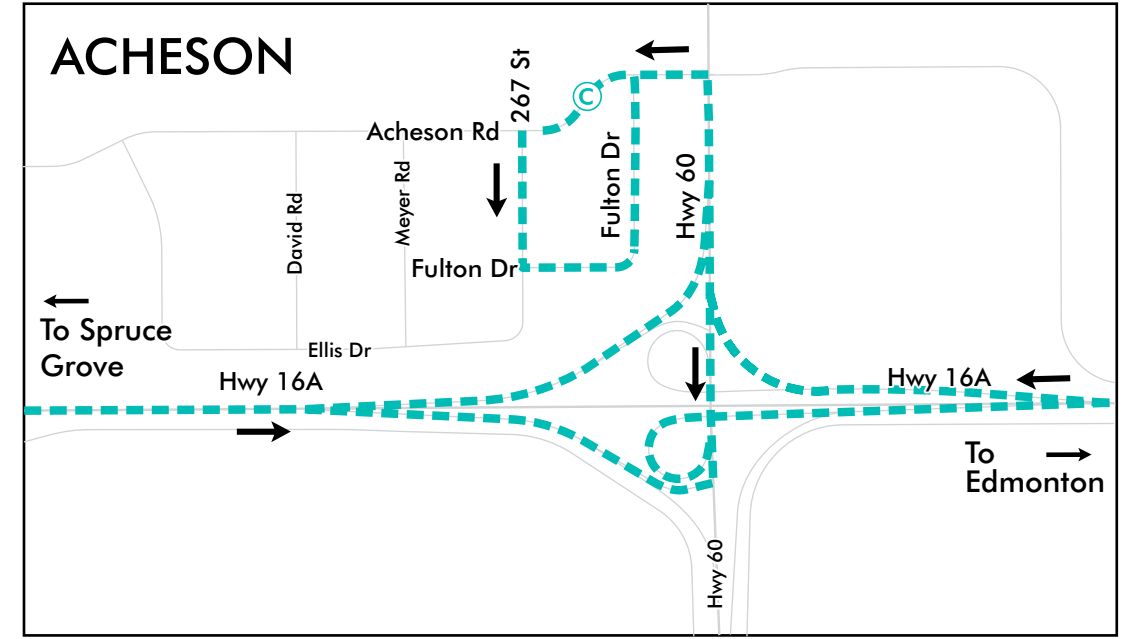 ACHESON
267 St
C
Acheson Rd
Fulton Dr
Hwy 60
Meyer Rd
David Rd
Fulton Dr
To Spruce
Grove
Ellis Dr
Hwy 16A
Hwy 16A
To
Edmonton
Hwy 60